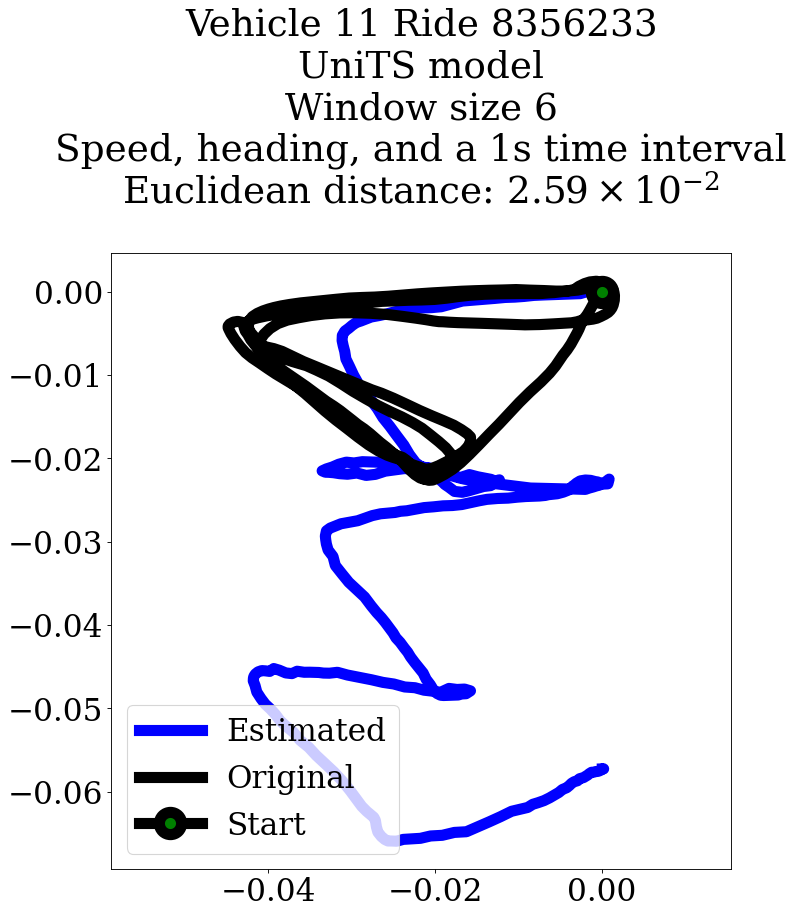 Vehicle 11 Ride 8356233
UniTS model
Window size 6
Speed, heading, and a 1s time interval
Euclidean distance: 2.59 × 10⁻²
0.00
−0.01
−0.02
−0.03
−0.04
−0.05
−0.06
Estimated
Original
Start
−0.04 −0.02 0.00